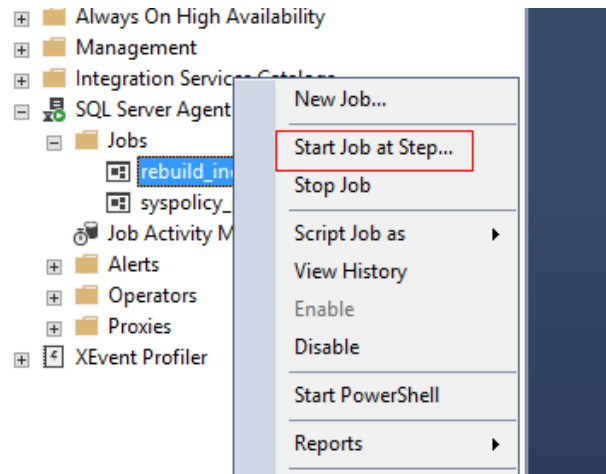 Always On High Availability
Management
Integration Services Catalogs
SQL Server Agent
Jobs
rebuild_in
syspolicy_
Job Activity M
Alerts
Operators
Proxies
XEvent Profiler
New Job...
Start Job at Step...
Stop Job
Script Job as
View History
Enable
Disable
Start PowerShell
Reports